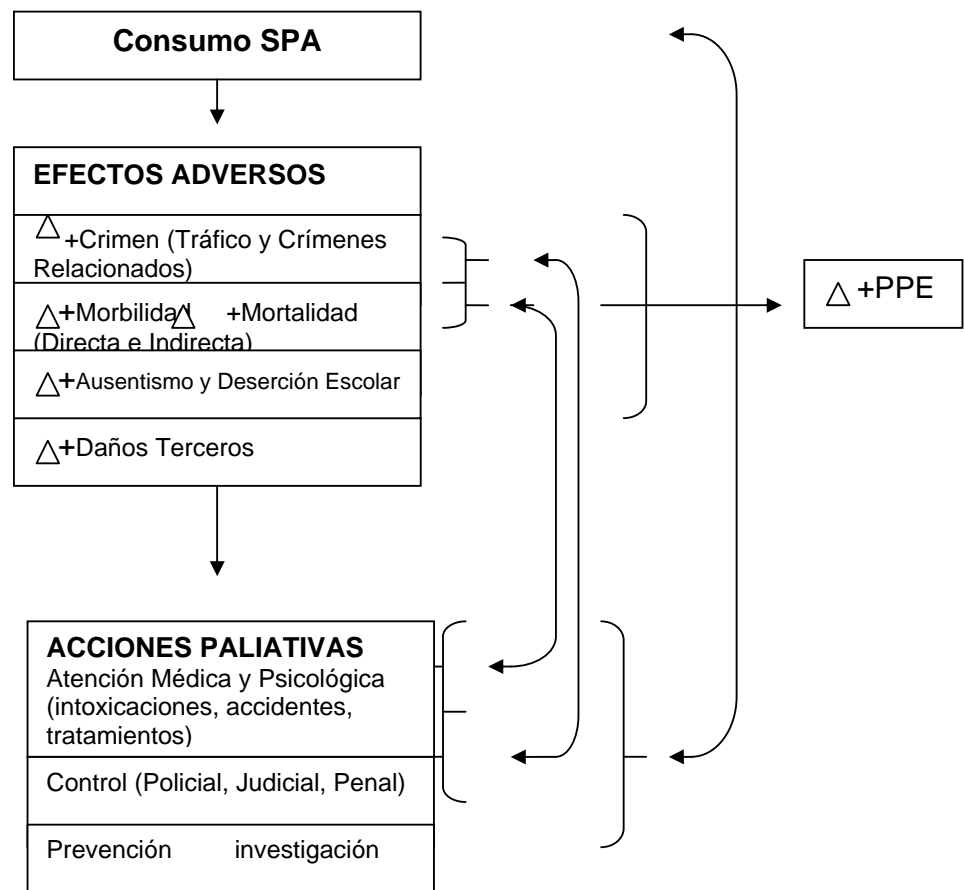 Consumo SPA
EFECTOS ADVERSOS
△ +Crimen (Tráfico y Crímenes
Relacionados)
△ +PPE
△+Morbilidad △ +Mortalidad
(Directa e Indirecta)
△+Ausentismo y Deserción Escolar
△+Daños Terceros
ACCIONES PALIATIVAS
Atención Médica y Psicológica
(intoxicaciones, accidentes,
tratamientos)
Control (Policial, Judicial, Penal)
Prevención investigación